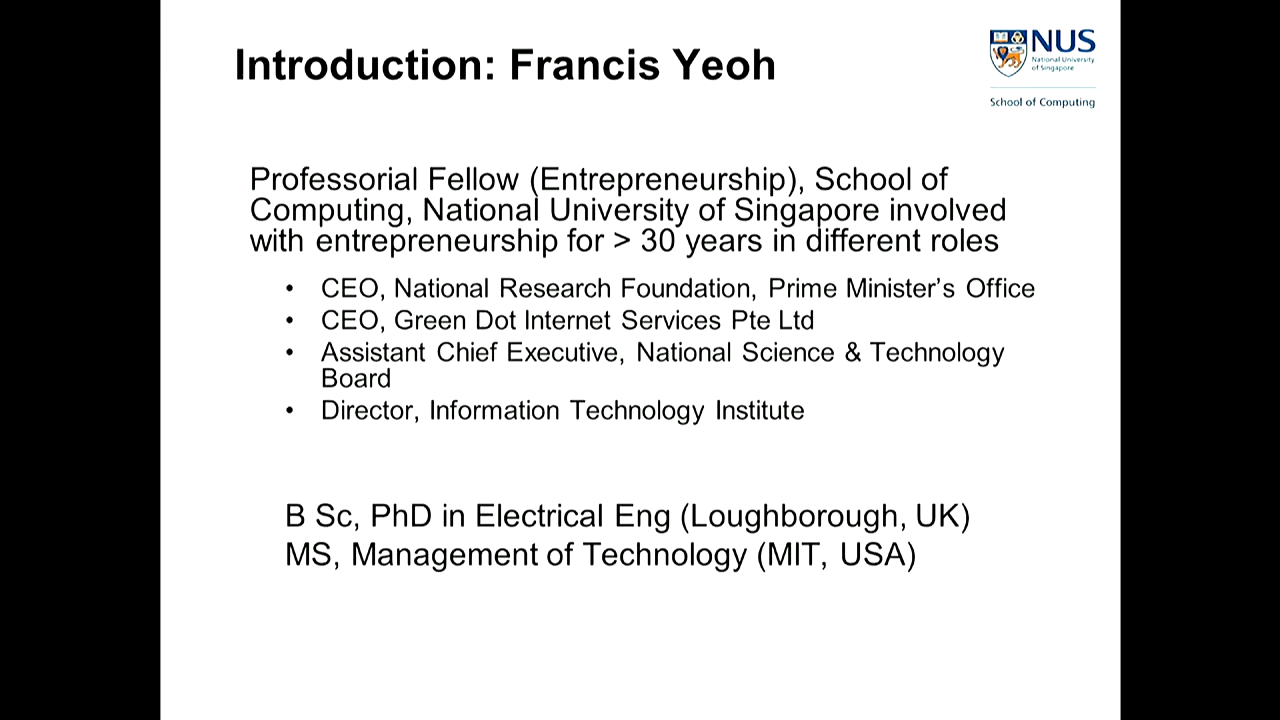 Introduction: Francis Yeoh
NUS
National University
of Singapore
School of Computing
Professorial Fellow (Entrepreneurship), School of
Computing, National University of Singapore involved
with entrepreneurship for > 30 years in different roles
• CEO, National Research Foundation, Prime Minister’s Office
• CEO, Green Dot Internet Services Pte Ltd
• Assistant Chief Executive, National Science & Technology
Board
• Director, Information Technology Institute
B Sc, PhD in Electrical Eng (Loughborough, UK)
MS, Management of Technology (MIT, USA)